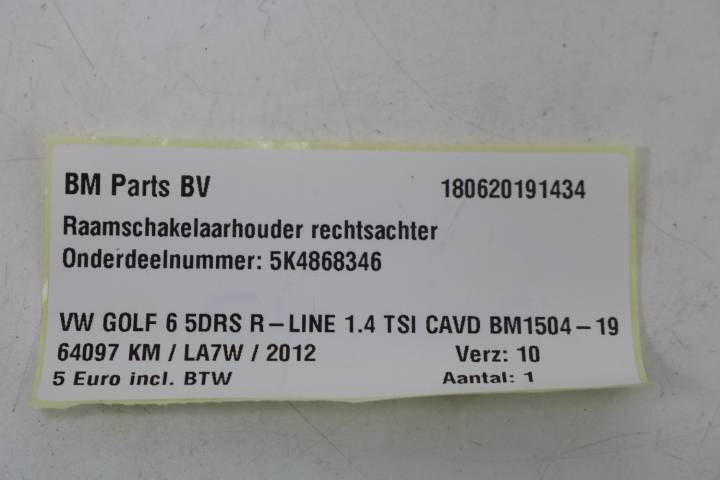 BM Parts BV 180620191434
Raamschakelaarhouder rechtsachter
Onderdeelnummer: 5K4868346
VW GOLF 6 5DRS R-LINE 1.4 TSI CAVD BM1504-19
64097 KM / LA7W / 2012 Verz: 10
5 Euro incl. BTW Aantal: 1